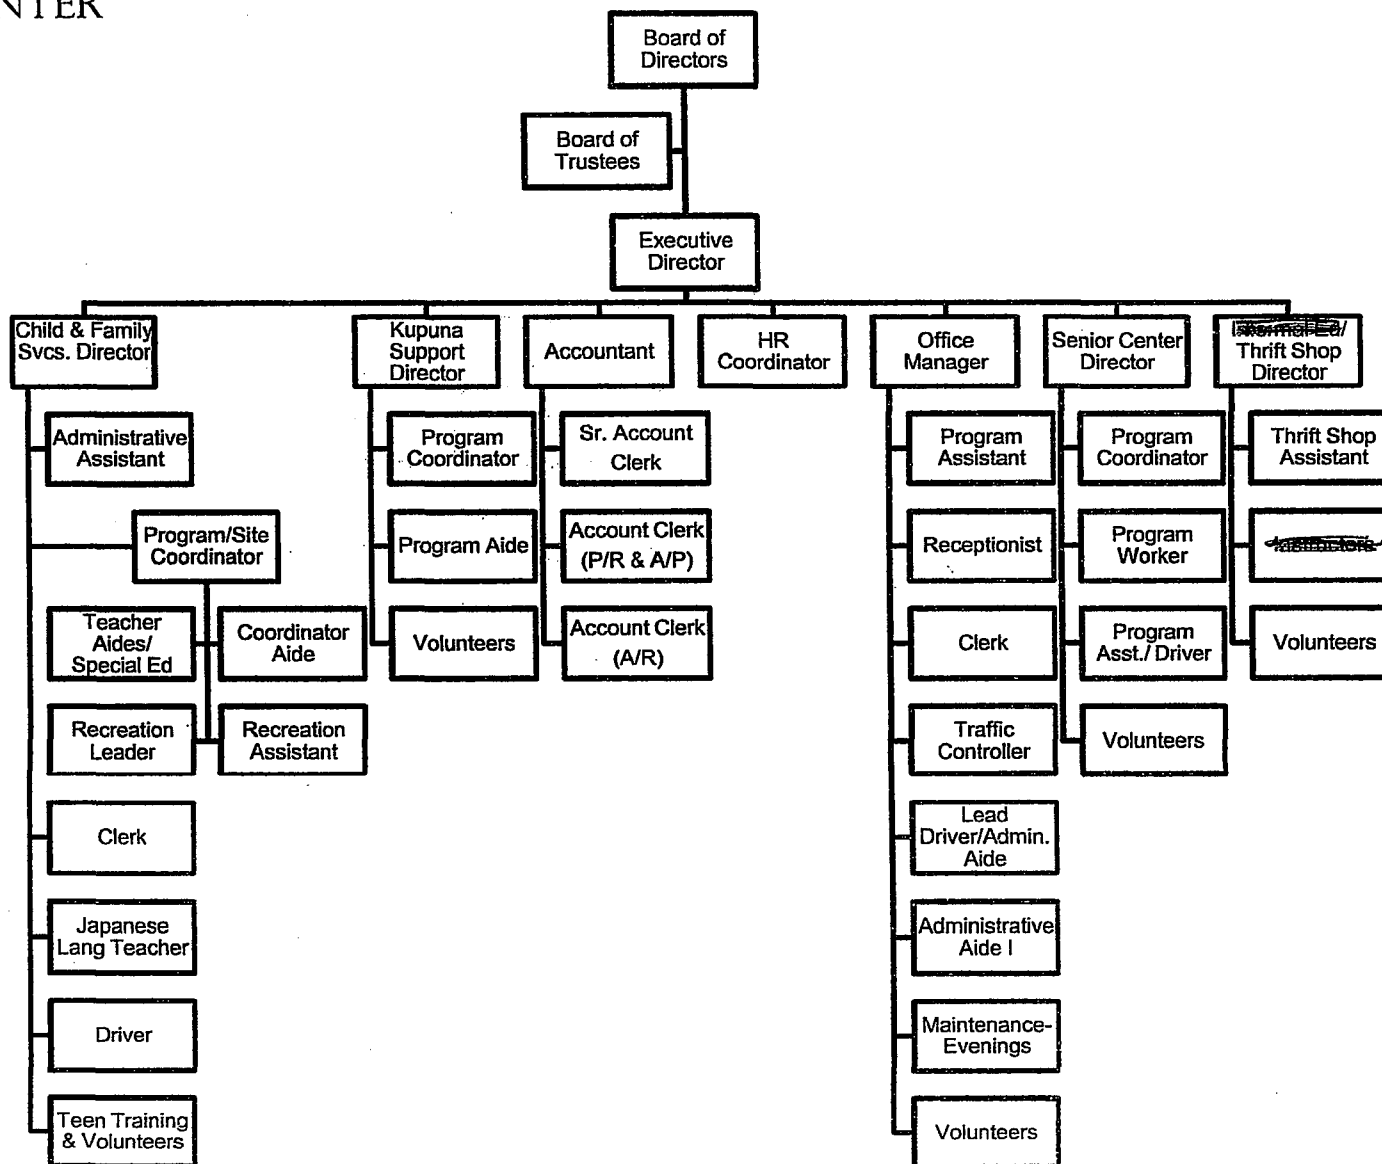 NTER
Board of
Directors
Board of
Trustees
Executive
Director
Child & Family
Svcs. Director
Kupuna
Support
Director
Accountant
HR
Coordinator
Office
Manager
Senior Center
Director
Thrift Shop
Director
Administrative
Assistant
Program
Coordinator
Sr. Account
Clerk
Program
Assistant
Program
Coordinator
Thrift Shop
Assistant
Program/Site
Coordinator
Program Aide
Account Clerk
(P/R & A/P)
Receptionist
Program
Worker
Teacher
Aides/
Special Ed
Coordinator
Aide
Volunteers
Account Clerk
(A/R)
Clerk
Program
Asst./ Driver
Volunteers
Recreation
Leader
Recreation
Assistant
Traffic
Controller
Volunteers
Clerk
Lead
Driver/Admin.
Aide
Japanese
Lang Teacher
Administrative
Aide I
Driver
Maintenance-
Evenings
Teen Training
& Volunteers
Volunteers